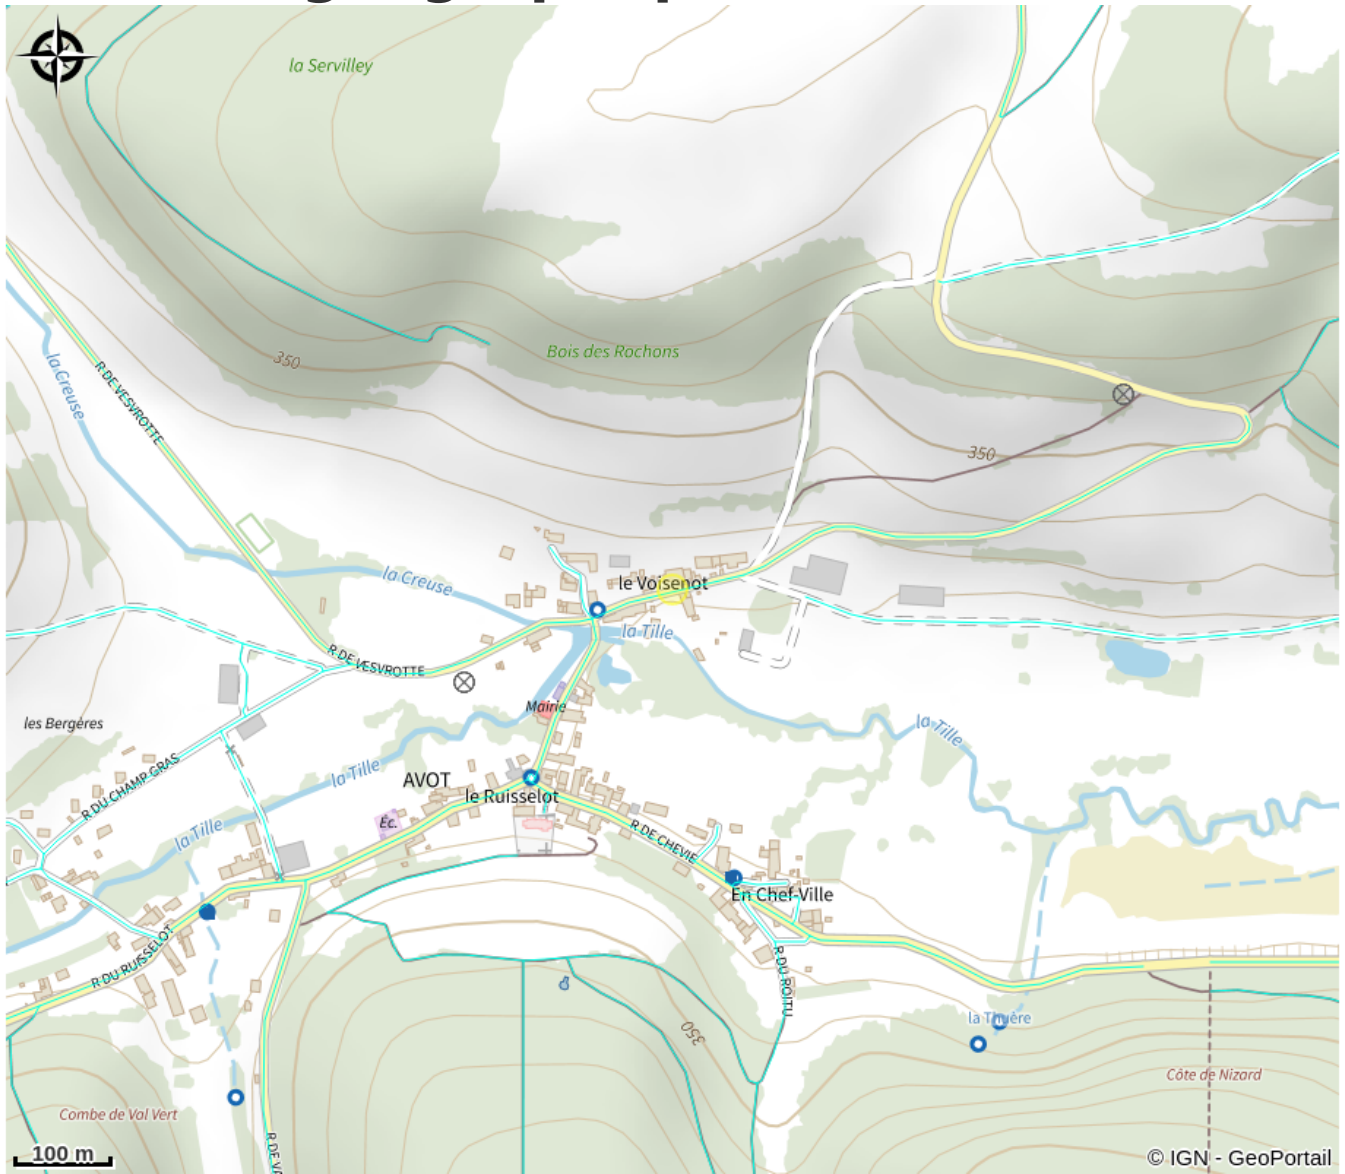 la Servilley
Bois des Rochons
350
350
la Creuse
R DE VESVROTTE
la Creuse
le Voisenot
la Tille
R DE VESVROTTE
Mairie
les Bergères
la Tille
la Tille
AVOT
le Ruisselot
R DU CHAMP GRAS
Éc.
R DE CHEVIE
la Tille
En Chef-Ville
R DU RUISSELOT
R DU ROITU
350
la Thuère
Côte de Nizard
Combe de Val Vert
100 m
© IGN - GeoPortail